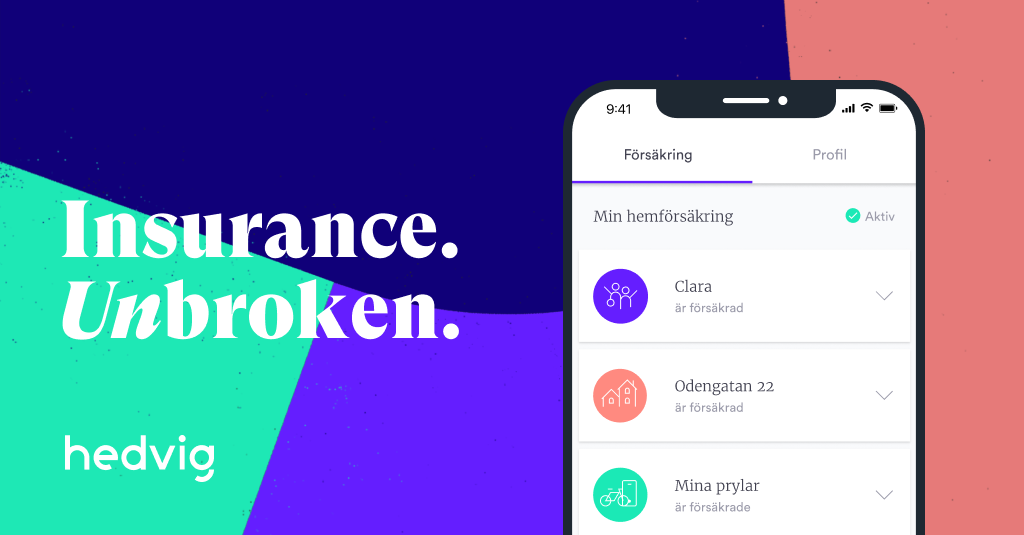 Insurance.
Unbroken.
hedvig
9:41
Försäkring Profil
Min hemförsäkring Aktiv
Clara
är försäkrad
Odengatan 22
är försäkrad
Mina prylar
är försäkrade